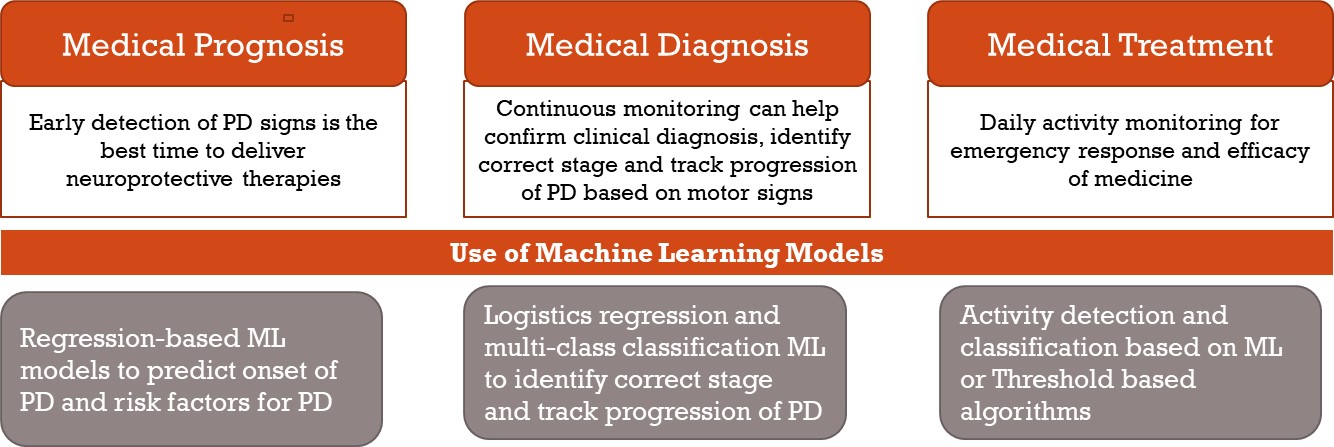 Medical Prognosis
Early detection of PD signs is the
best time to deliver
neuroprotective therapies
Medical Diagnosis
Continuous monitoring can help
confirm clinical diagnosis, identify
correct stage and track progression
of PD based on motor signs
Medical Treatment
Daily activity monitoring for
emergency response and efficacy
of medicine
Use of Machine Learning Models
Regression-based ML
models to predict onset of
PD and risk factors for PD
Logistics regression and
multi-class classification ML
to identify correct stage
and track progression of PD
Activity detection and
classification based on ML
or Threshold based
algorithms